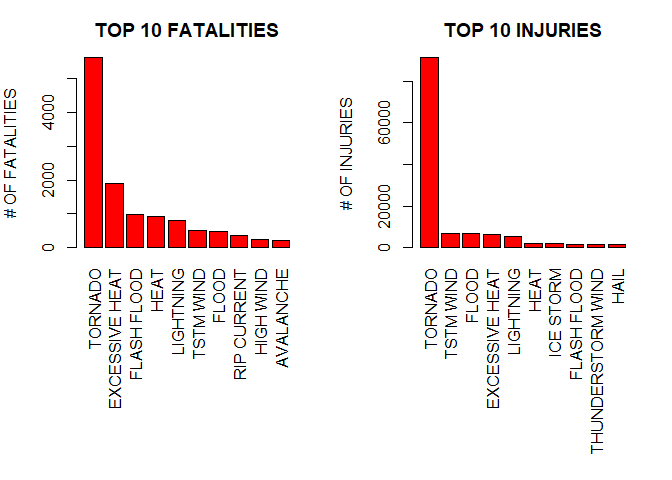 TOP 10 FATALITIES
# OF FATALITIES
4000
2000
0
TORNADO
EXCESSIVE HEAT
FLASH FLOOD
HEAT
LIGHTNING
TSTM WIND
FLOOD
RIP CURRENT
HIGH WIND
AVALANCHE
TOP 10 INJURIES
# OF INJURIES
60000
20000
0
TORNADO
TSTM WIND
FLOOD
EXCESSIVE HEAT
LIGHTNING
HEAT
ICE STORM
FLASH FLOOD
THUNDERSTORM WIND
HAIL